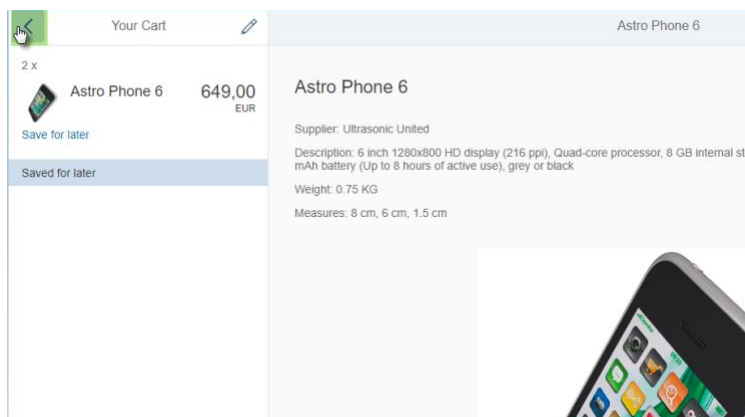 Your Cart
2 x
Astro Phone 6
649,00
EUR
Save for later
Saved for later
Astro Phone 6
Astro Phone 6
Supplier: Ultrasonic United
Description: 6 inch 1280x800 HD display (216 ppi), Quad-core processor, 8 GB internal
mAh battery (Up to 8 hours of active use), grey or black
Weight: 0.75 KG
Measures: 8 cm, 6 cm, 1.5 cm